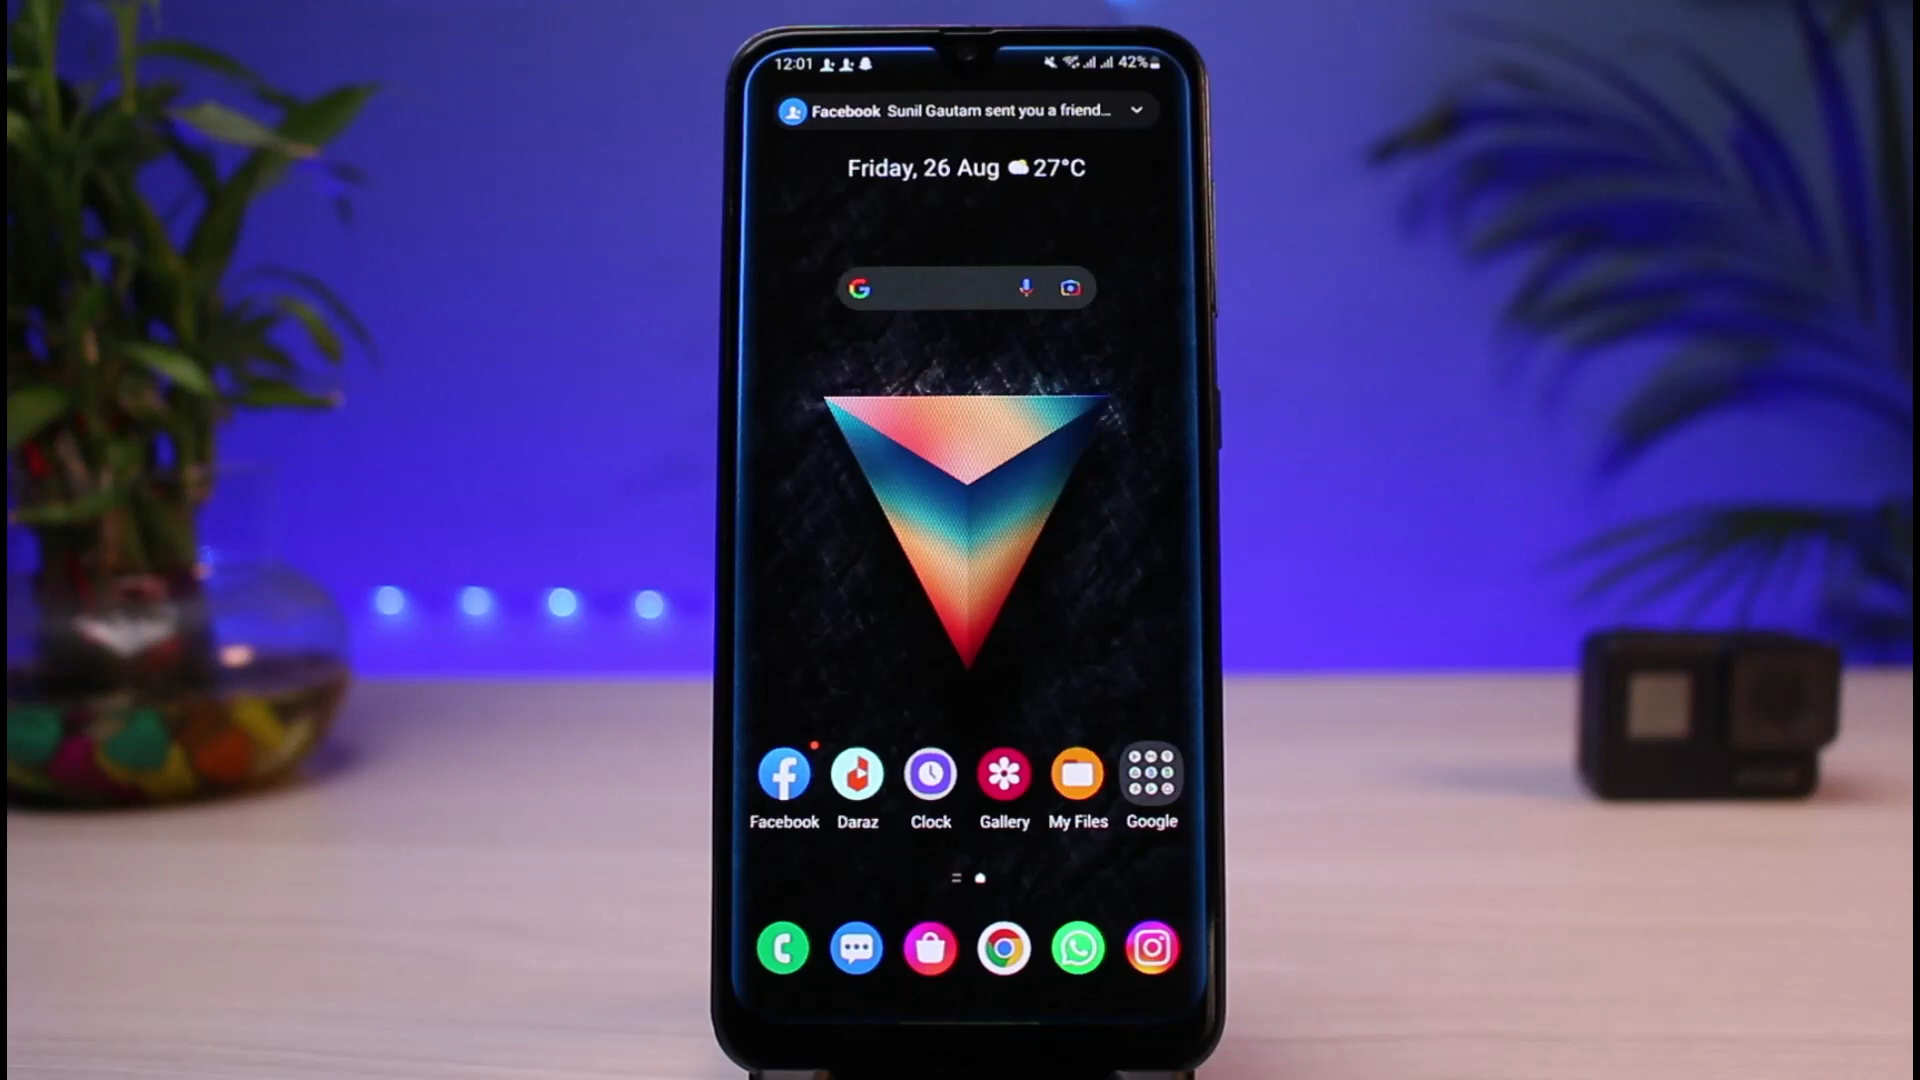 12:01 42%
Facebook Sunil Gautam sent you a friend...
Friday, 26 Aug 27°C
Facebook Daraz Clock Gallery My Files Google